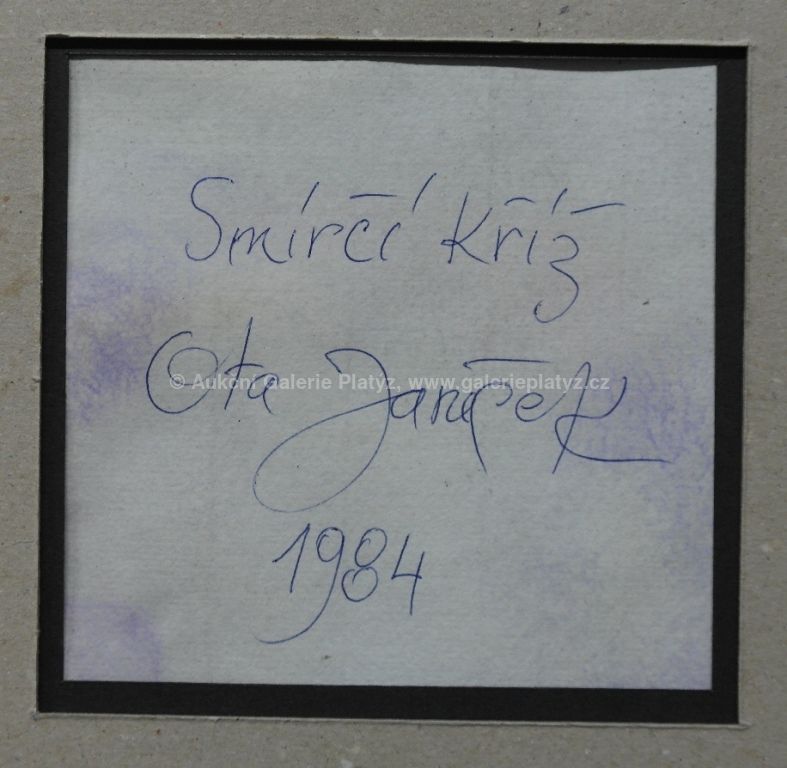 Smírčí Kříž
Ota Janeček
© Aukční Galerie Platyz, www.galerieplatyz.cz
1984